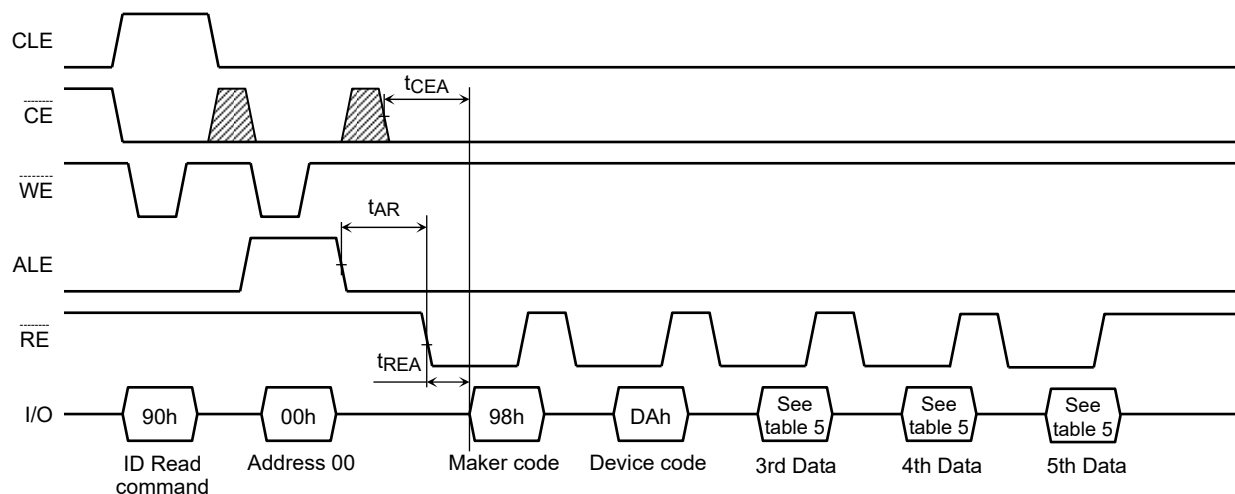 CLE
tCEA
CE
WE
tAR
ALE
RE
tREA
I/O
90h
00h
98h
DAh
See
table 5
See
table 5
See
table 5
ID Read
command
Address 00
Maker code
Device code
3rd Data
4th Data
5th Data